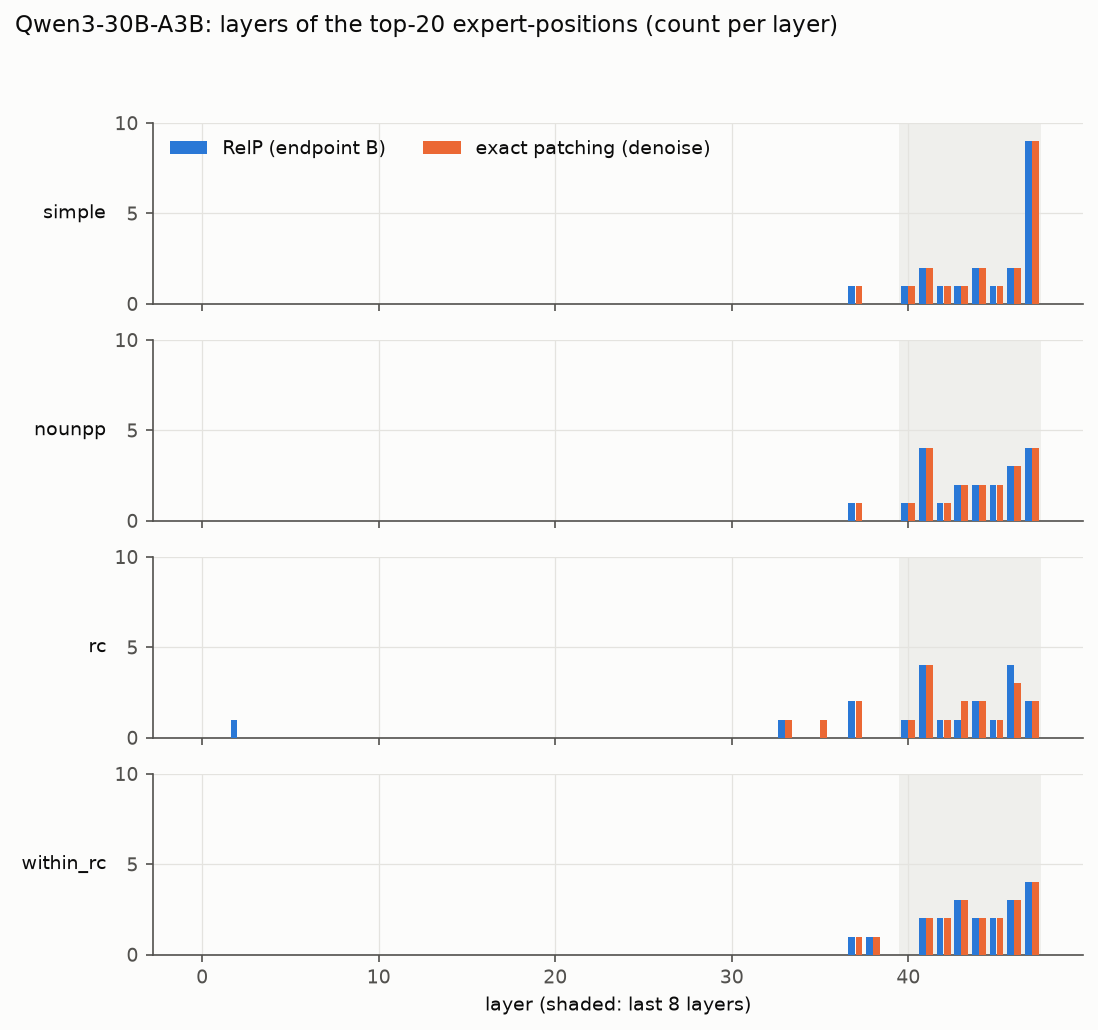 Qwen3-30B-A3B: layers of the top-20 expert-positions (count per layer)
RelP (endpoint B)
exact patching (denoise)
10
5
0
simple
10
5
0
nounpp
10
5
0
rc
10
5
0
within_rc
0 10 20 30 40
layer (shaded: last 8 layers)